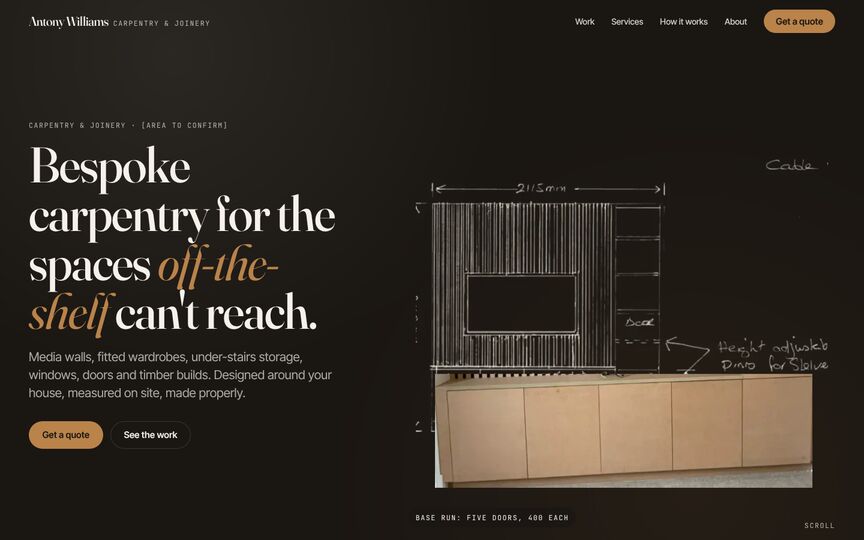 Antony Williams CARPENTRY & JOINERY
Work Services How it works About Get a quote
CARPENTRY & JOINERY · [AREA TO CONFIRM]
Bespoke
carpentry for the
spaces off-the-
shelf can't reach.
Media walls, fitted wardrobes, under-stairs storage,
windows, doors and timber builds. Designed around your
house, measured on site, made properly.
Get a quote See the work
Cable
2115mm
Height adjustab
for
BASE RUN: FIVE DOORS, 400 EACH
SCROLL